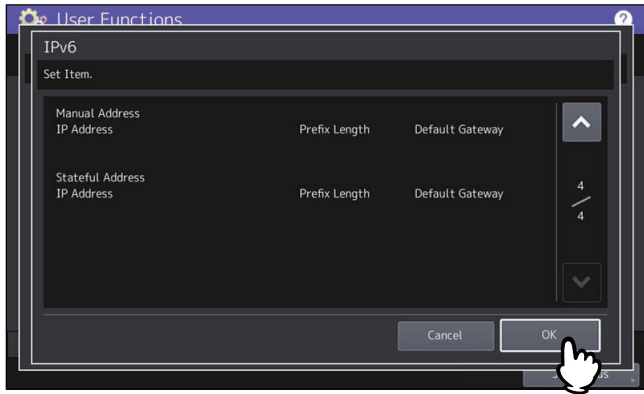 User Functions
?
IPv6
Set Item.
Manual Address
IP Address Prefix Length Default Gateway
Stateful Address
IP Address Prefix Length Default Gateway
4
4
Cancel OK